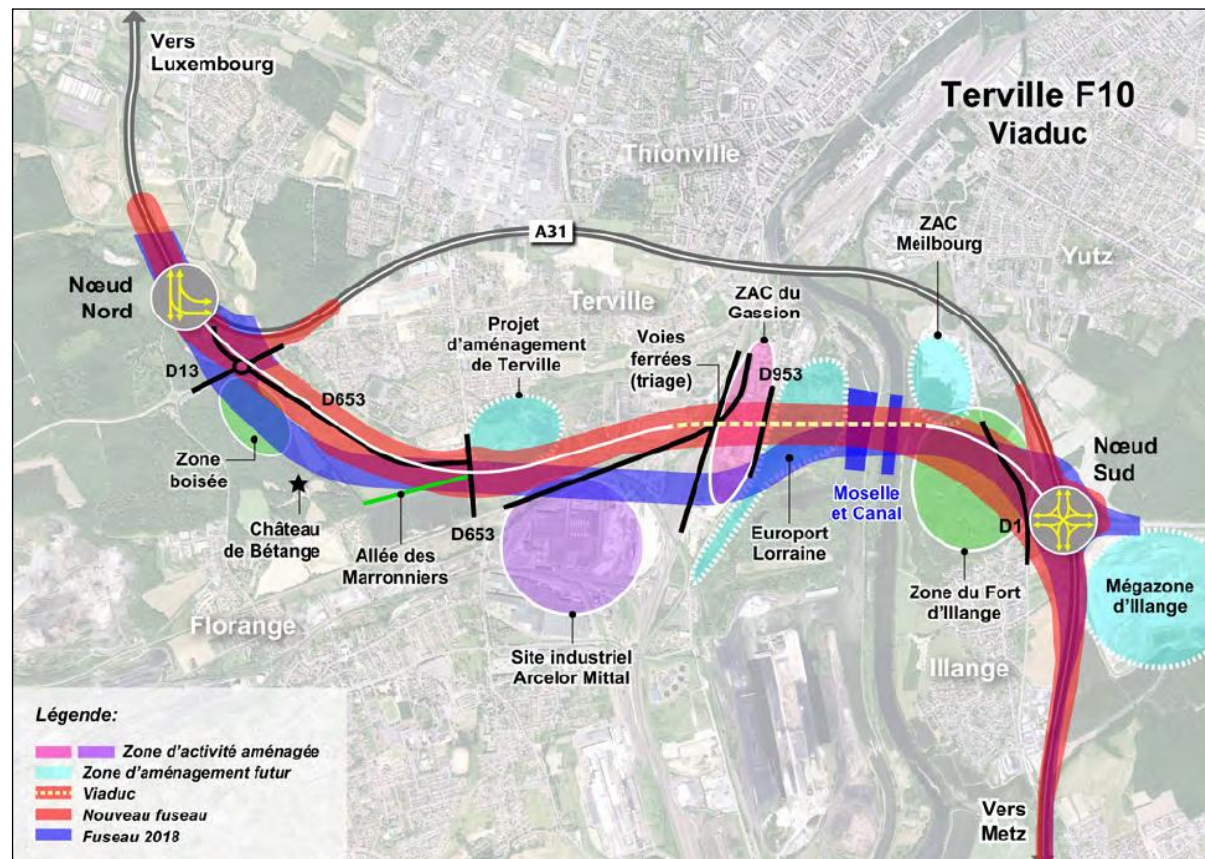 Vers
Luxembourg
Terville F10
Viaduc
Thionville
A31
ZAC
Meilbourg
Yutz
Nœud
Nord
Terville
ZAC du
Gassion
Projet
d'aménagement
de Terville
Voies
ferrées
(triage)
D13
D653
D953
Zone
boisée
Nœud
Sud
Château
de Bétange
Allée des
Marronniers
D653
Europort
Lorraine
Moselle
et Canal
D1
Zone du Fort
d'Illange
Mégazone
d'Illange
Florange
Site industriel
Arcelor Mittal
Illange
Légende:
Zone d'activité aménagée
Zone d'aménagement futur
Viaduc
Nouveau fuseau
Fuseau 2018
Vers
Metz